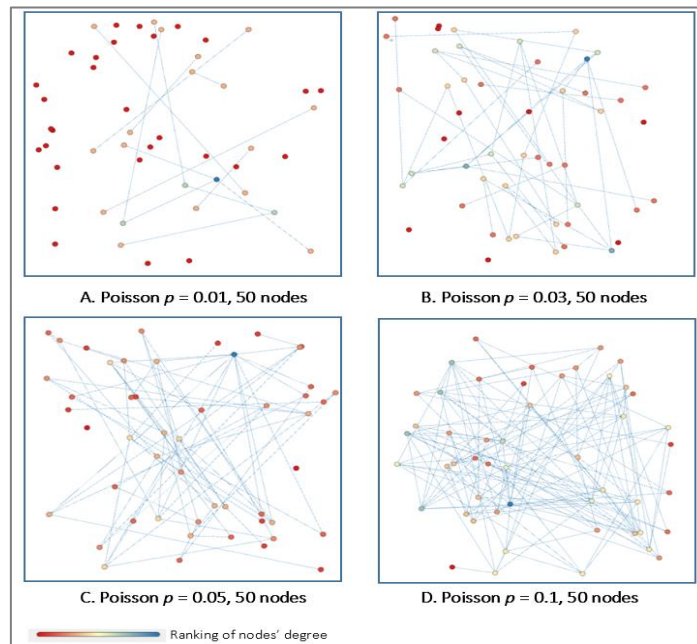 A. Poisson p = 0.01, 50 nodes
B. Poisson p = 0.03, 50 nodes
C. Poisson p = 0.05, 50 nodes
D. Poisson p = 0.1, 50 nodes
Ranking of nodes' degree